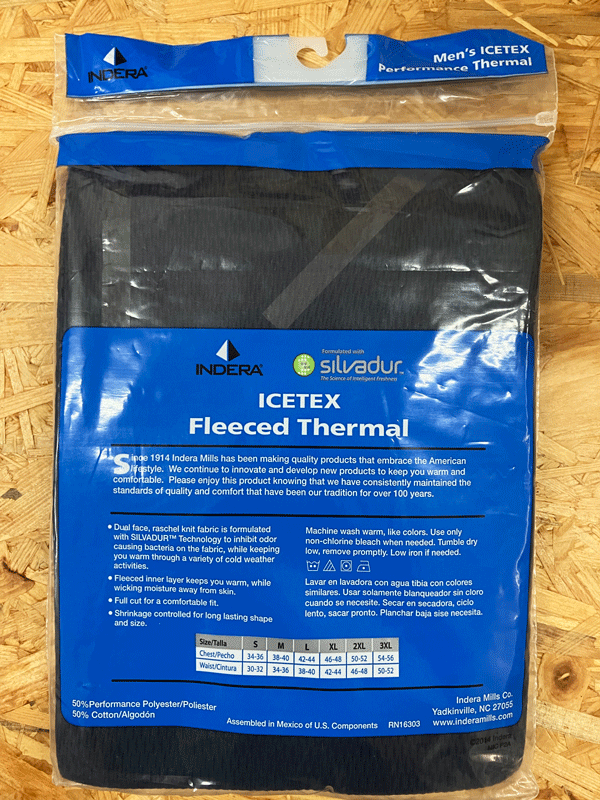 INDERA
Men's ICETEX
Performance Thermal
INDERA
Formulated with
silvadur
The Science of Intelligent Freshness
ICETEX
Fleeced Thermal
Since 1914 Indera Mills has been making quality products that embrace the American
lifestyle. We continue to innovate and develop new products to keep you warm and
comfortable. Please enjoy this product knowing that we have consistently maintained the
standards of quality and comfort that have been our tradition for over 100 years.
• Dual face, raschel knit fabric is formulated
with SILVADUR™ Technology to inhibit odor
causing bacteria on the fabric, while keeping
you warm through a variety of cold weather
activities.
• Fleeced inner layer keeps you warm, while
wicking moisture away from skin.
• Full cut for a comfortable fit.
• Shrinkage controlled for long lasting shape
and size.
Machine wash warm, like colors. Use only
non-chlorine bleach when needed. Tumble dry
low, remove promptly. Low iron if needed.
Lavar en lavadora con agua tibia con colores
similares. Usar solamente blanqueador sin cloro
cuando se necesite. Secar en secadora, ciclo
lento, sacar pronto. Planchar baja sise necesita.
Size/Talla S M L XL 2XL 3XL
Chest/Pecho 34-36 38-40 42-44 46-48 50-52 54-56
Waist/Cintura 30-32 34-36 38-40 42-44 46-48 50-52
50%Performance Polyester/Poliester
50% Cotton/Algodón
Assembled in Mexico of U.S. Components RN16303
Indera Mills Co.
Yadkinville, NC 27055
www.inderamills.com